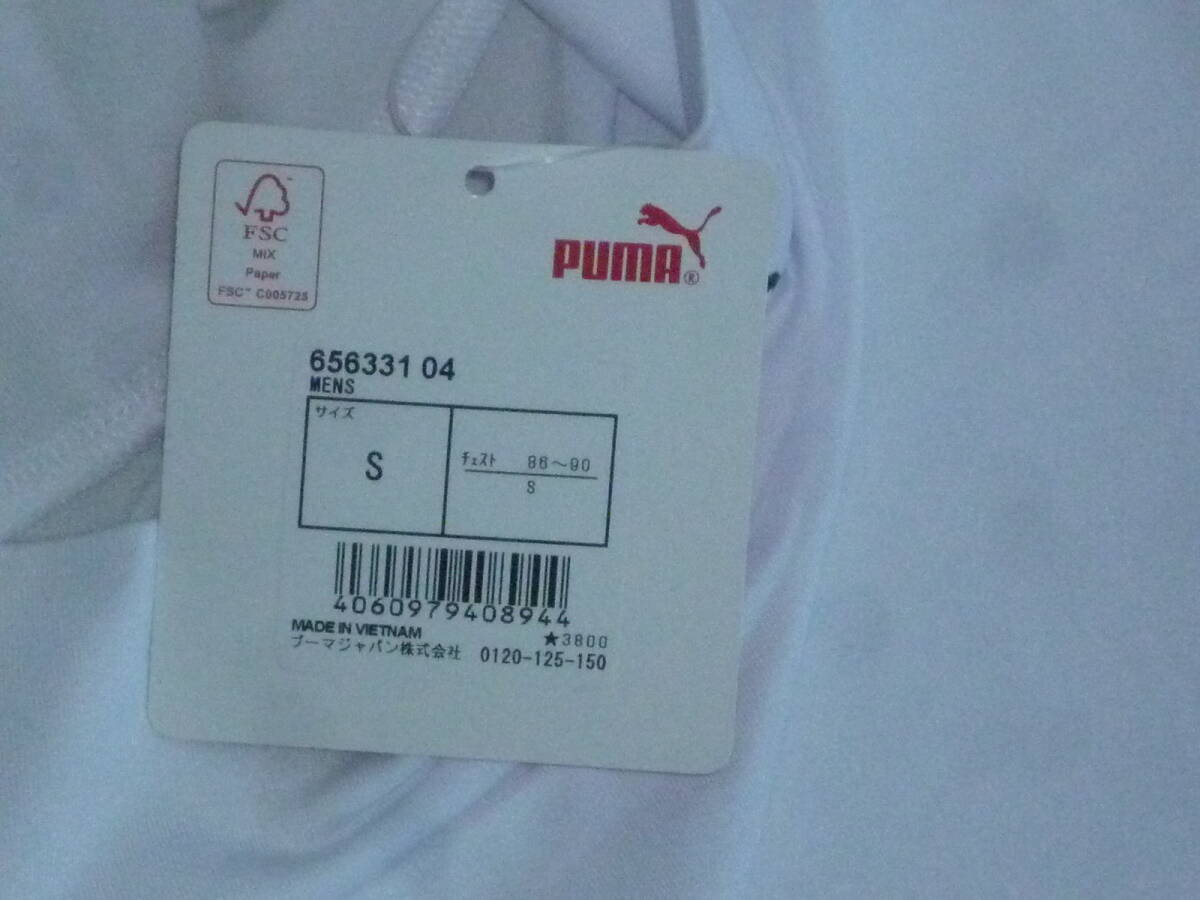 FSC
MIX
Paper
FSC™ C005725
PUMA®
656331 04
MENS
サイズ
S
チェスト 86～90
S
4060979408944
MADE IN VIETNAM
★3800
プーマジャパン株式会社 0120-125-150